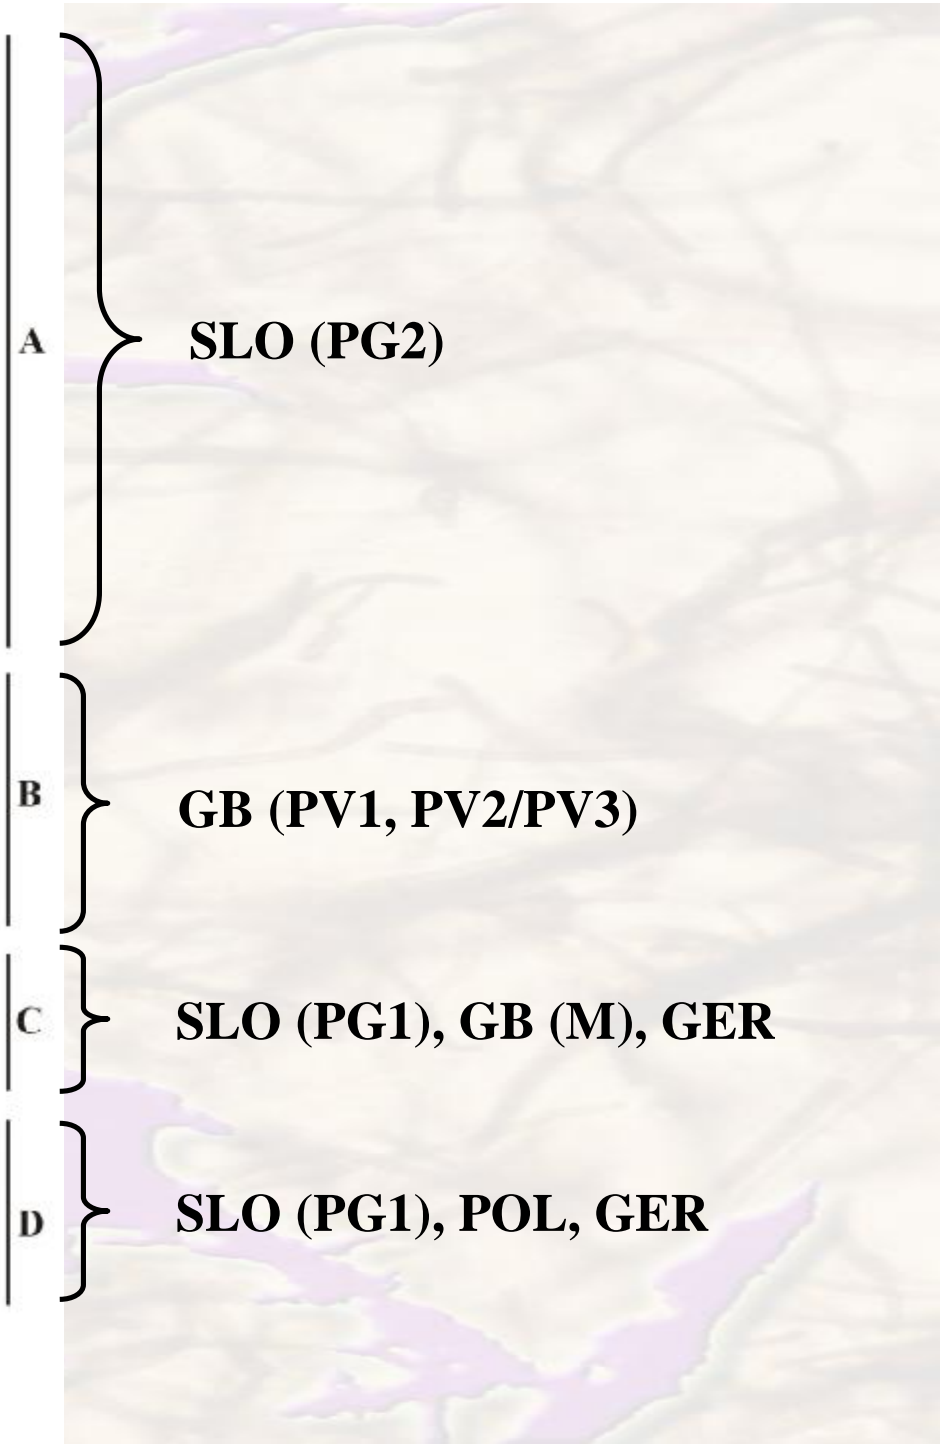 A
SLO (PG2)
B
GB (PV1, PV2/PV3)
C
SLO (PG1), GB (M), GER
D
SLO (PG1), POL, GER